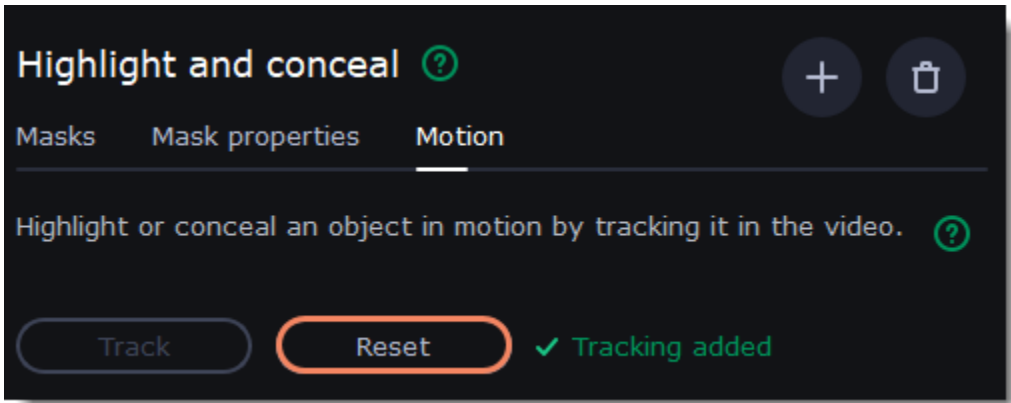 Highlight and conceal ?
Masks Mask properties Motion
Highlight or conceal an object in motion by tracking it in the video. ?
Track Reset Tracking added